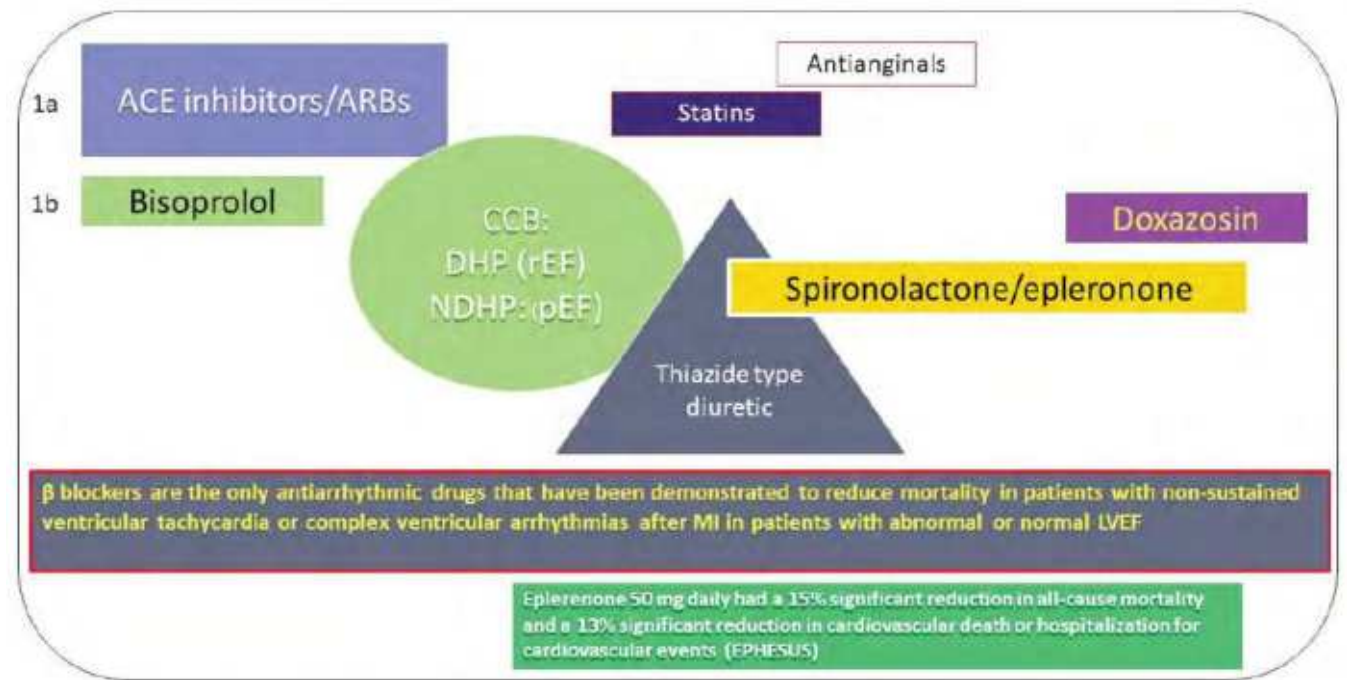 Antianginals
1a
ACE inhibitors/ARBs
Statins
1b
Bisoprolol
CCB:
DHP (rEF)
NDHP: (pEF)
Doxazosin
Spironolactone/epleronone
Thiazide type
diuretic
β blockers are the only antiarrhythmic drugs that have been demonstrated to reduce mortality in patients with non-sustained
ventricular tachycardia or complex ventricular arrhythmias after MI in patients with abnormal or normal LVEF
Eplerenone 50 mg daily had a 15% significant reduction in all-cause mortality
and a 13% significant reduction in cardiovascular death or hospitalization for
cardiovascular events (EPHESUS)